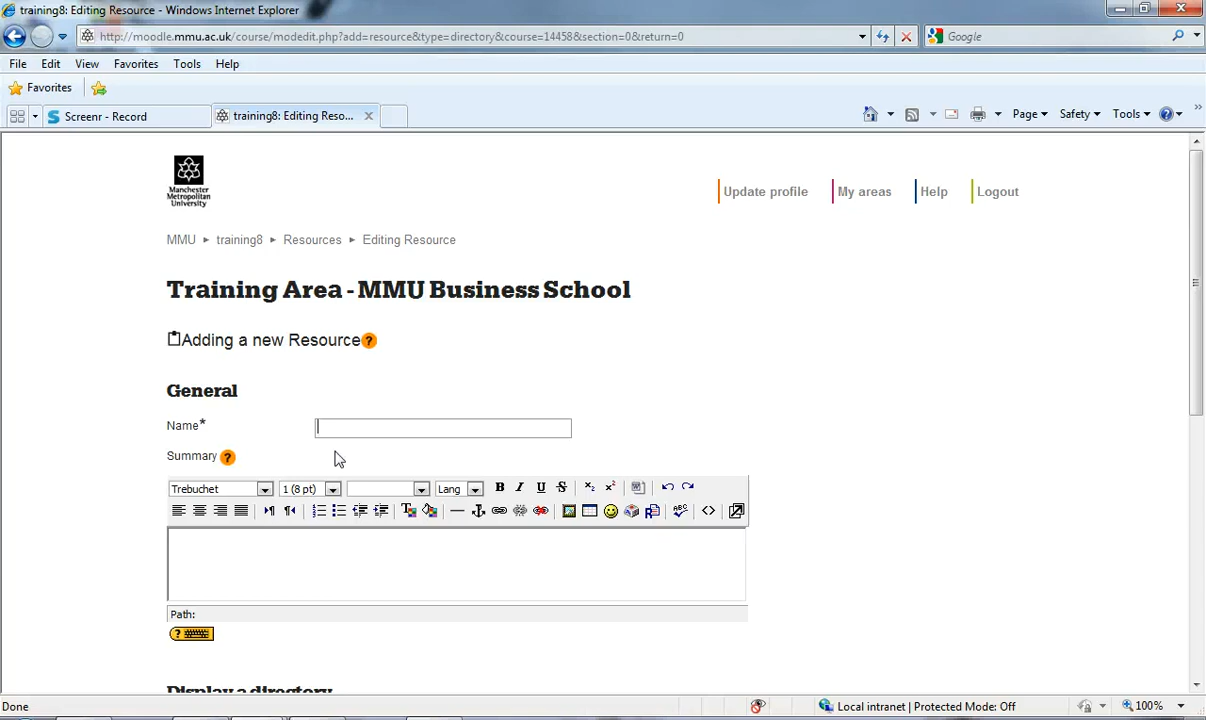 training8: Editing Resource - Windows Internet Explorer
http://moodle.mmu.ac.uk/course/modedit.php?add=resource&type=directory&course=14458&section=0&return=0
Google
File Edit View Favorites Tools Help
Favorites
Screenr - Record
training8: Editing Reso...
Page Safety Tools
Manchester
Metropolitan
University
Update profile My areas Help Logout
MMU ► training8 ► Resources ► Editing Resource
Training Area - MMU Business School
Adding a new Resource ?
General
Name*
Summary ?
Trebuchet 1 (8 pt) Lang B I U S
Path:
?
Display a directory
Done
Local intranet | Protected Mode: Off
100%